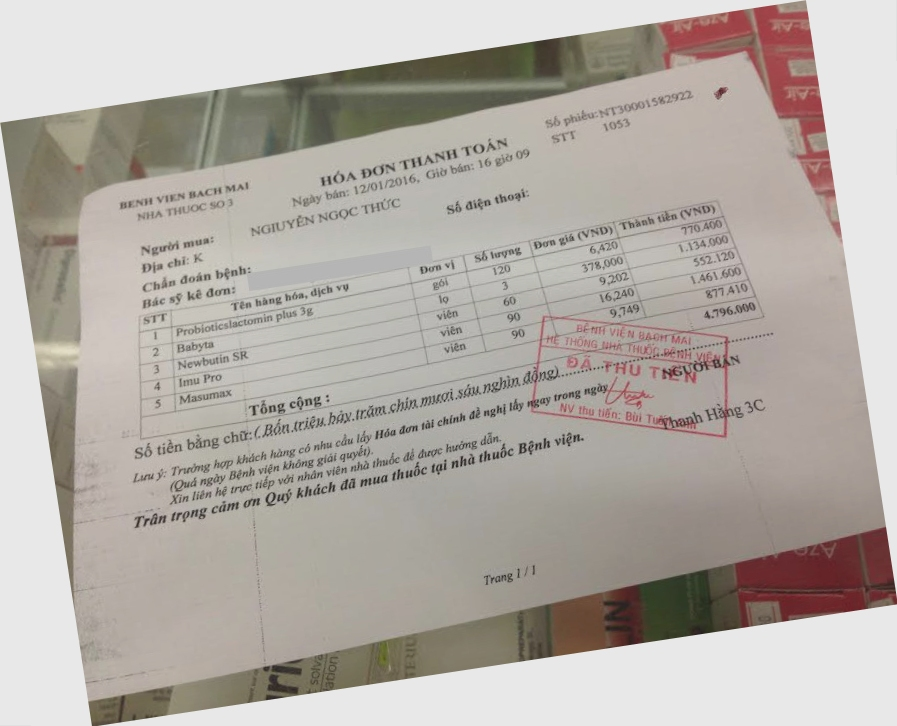 BENH VIEN BACH MAI
NHA THUOC SO 3
HÓA ĐƠN THANH TOÁN
Ngày bán: 12/01/2016, Giờ bán: 16 giờ 09
Số phiếu:NT30001582922
STT 1053
Người mua: NGIUYÊN NGỌC THỨC
Số điện thoại:
Địa chỉ: K
Chẩn đoán bệnh:
Bác sỹ kê đơn:
STT Tên hàng hóa, dịch vụ Đơn vị Số lượng Đơn giá (VND) Thành tiền (VND)
1 Probioticslactomin plus 3g gói 120 6,420 770.400
2 Babyta lọ 3 378,000 1.134.000
3 Newbutin SR viên 60 9,202 552.120
4 Imu Pro viên 90 16,240 1.461.600
5 Masumax viên 90 9,749 877.410
Tổng cộng : 4.796.000
Số tiền bằng chữ:( Bốn triệu bảy trăm chín mươi sáu nghìn đồng)
Lưu ý: Trường hợp khách hàng có nhu cầu lấy Hóa đơn tài chính đề nghị lấy ngay trong ngày
(Quá ngày Bệnh viện không giải quyết).
Xin liên hệ trực tiếp với nhân viên nhà thuốc để được hướng dẫn.
Trân trọng cảm ơn Quý khách đã mua thuốc tại nhà thuốc Bệnh viện.
BỆNH VIỆN BẠCH MAI
HỆ THỐNG NHÀ THUỐC BỆNH VIỆN
ĐÃ THU TIỀN
NV thu tiền: Bùi
NGƯỜI BÁN
Thanh Hằng 3C
Trang 1 / 1